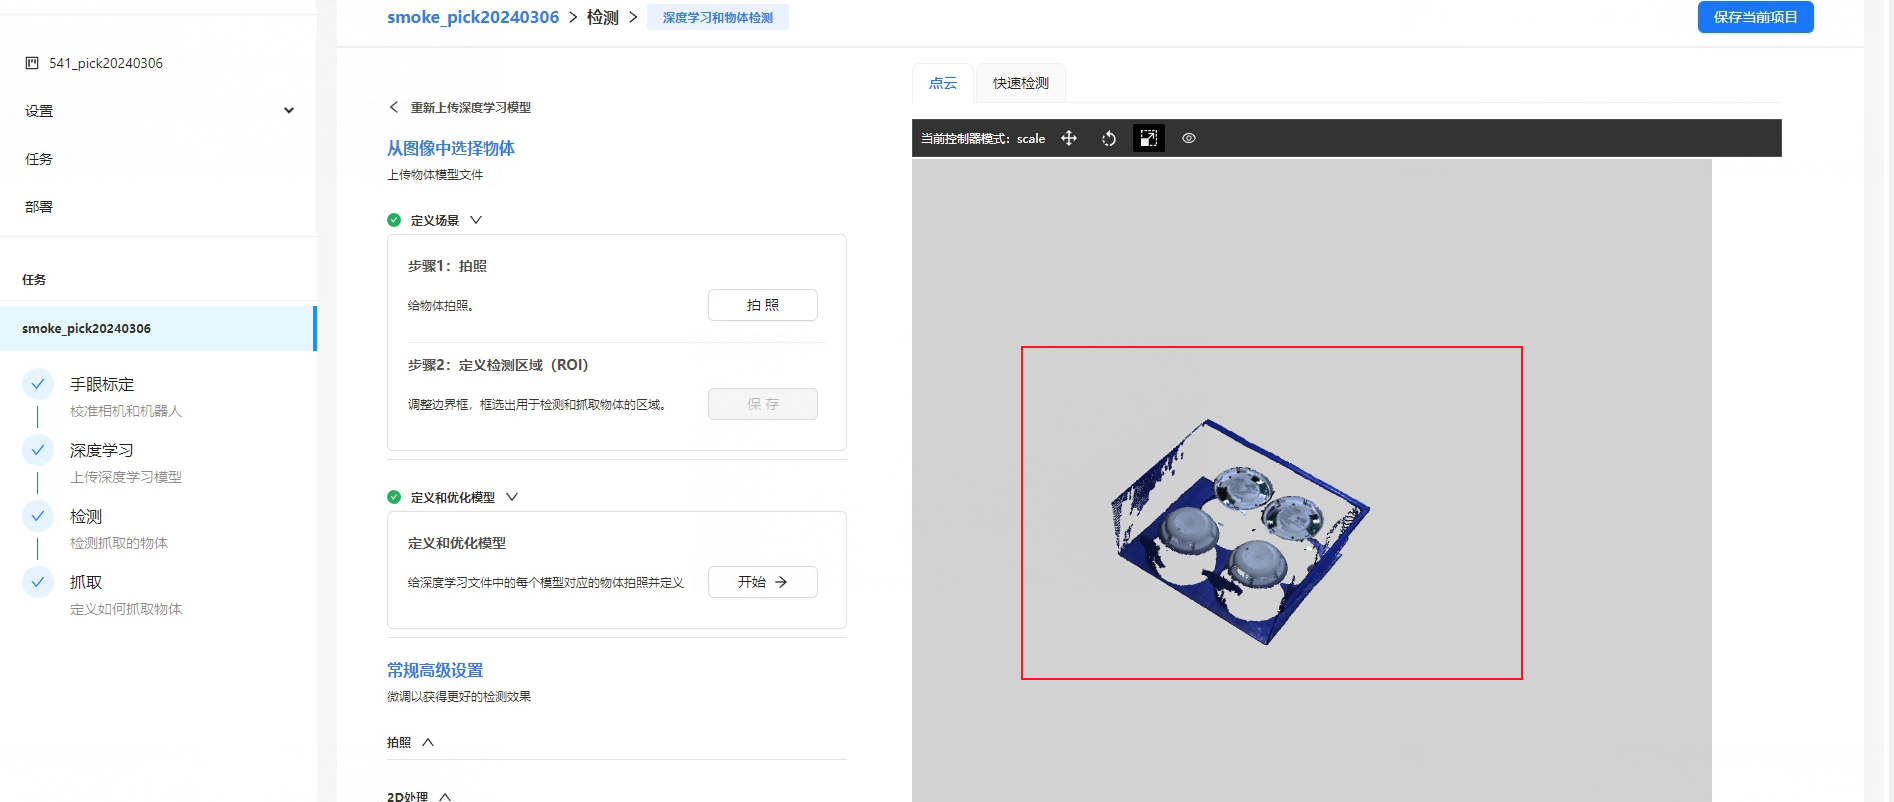 smoke_pick20240306 > 检测 > 深度学习和物体检测
保存当前项目
541_pick20240306
设置
任务
部署
任务
smoke_pick20240306
手眼标定
校准相机和机器人
深度学习
上传深度学习模型
检测
检测抓取的物体
抓取
定义如何抓取物体
重新上传深度学习模型
从图像中选择物体
上传物体模型文件
定义场景
步骤1：拍照
给物体拍照。
拍 照
步骤2：定义检测区域（ROI）
调整边界框，框选出用于检测和抓取物体的区域。
保 存
定义和优化模型
定义和优化模型
给深度学习文件中的每个模型对应的物体拍照并定义
开始
常规高级设置
微调以获得更好的检测效果
拍照
2D处理
点云
快速检测
当前控制器模式：scale